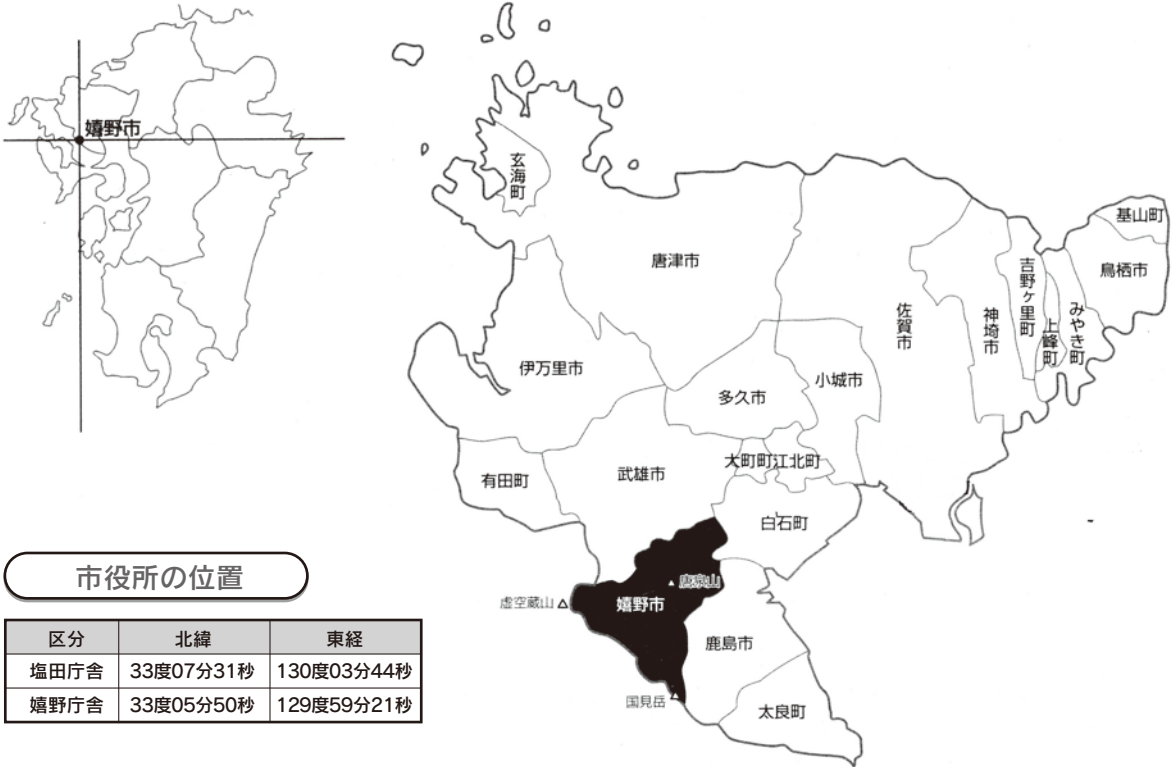 嬉野市
玄海町
唐津市
基山町
鳥栖市
吉野ヶ里町
みやき町
上峰町
神埼市
佐賀市
伊万里市
多久市
小城市
大町町
江北町
有田町
武雄市
白石町
唐泉山
虚空蔵山
嬉野市
鹿島市
国見岳
太良町
市役所の位置
区分 北緯 東経
塩田庁舎 33度07分31秒 130度03分44秒
嬉野庁舎 33度05分50秒 129度59分21秒